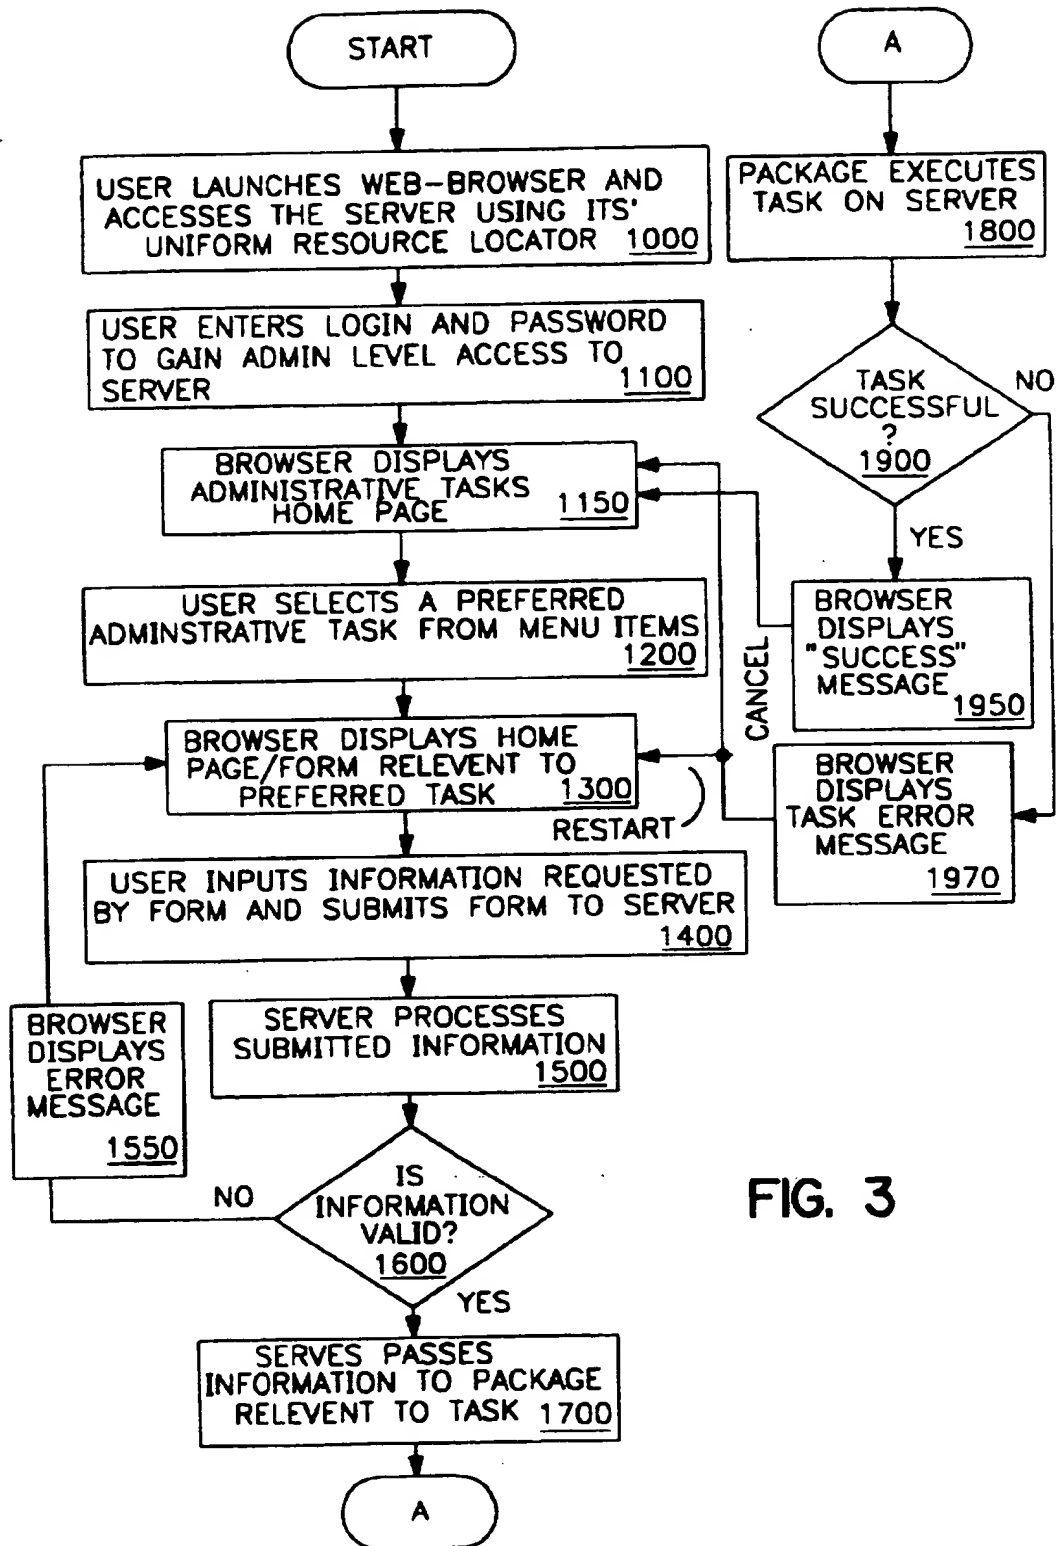 START
USER LAUNCHES WEB-BROWSER AND
ACCESSES THE SERVER USING ITS'
UNIFORM RESOURCE LOCATOR 1000
USER ENTERS LOGIN AND PASSWORD
TO GAIN ADMIN LEVEL ACCESS TO
SERVER 1100
BROWSER DISPLAYS
ADMINISTRATIVE TASKS
HOME PAGE 1150
USER SELECTS A PREFERRED
ADMINSTRATIVE TASK FROM MENU ITEMS
1200
BROWSER DISPLAYS HOME
PAGE/FORM RELEVENT TO
PREFERRED TASK 1300
USER INPUTS INFORMATION REQUESTED
BY FORM AND SUBMITS FORM TO SERVER
1400
SERVER PROCESSES
SUBMITTED INFORMATION
1500
IS
INFORMATION
VALID?
1600
NO
BROWSER
DISPLAYS
ERROR
MESSAGE
1550
YES
SERVES PASSES
INFORMATION TO PACKAGE
RELEVENT TO TASK 1700
A
A
PACKAGE EXECUTES
TASK ON SERVER
1800
TASK
SUCCESSFUL
?
1900
NO
YES
BROWSER
DISPLAYS
"SUCCESS"
MESSAGE 1950
CANCEL
BROWSER
DISPLAYS
TASK ERROR
MESSAGE
1970
RESTART
FIG. 3